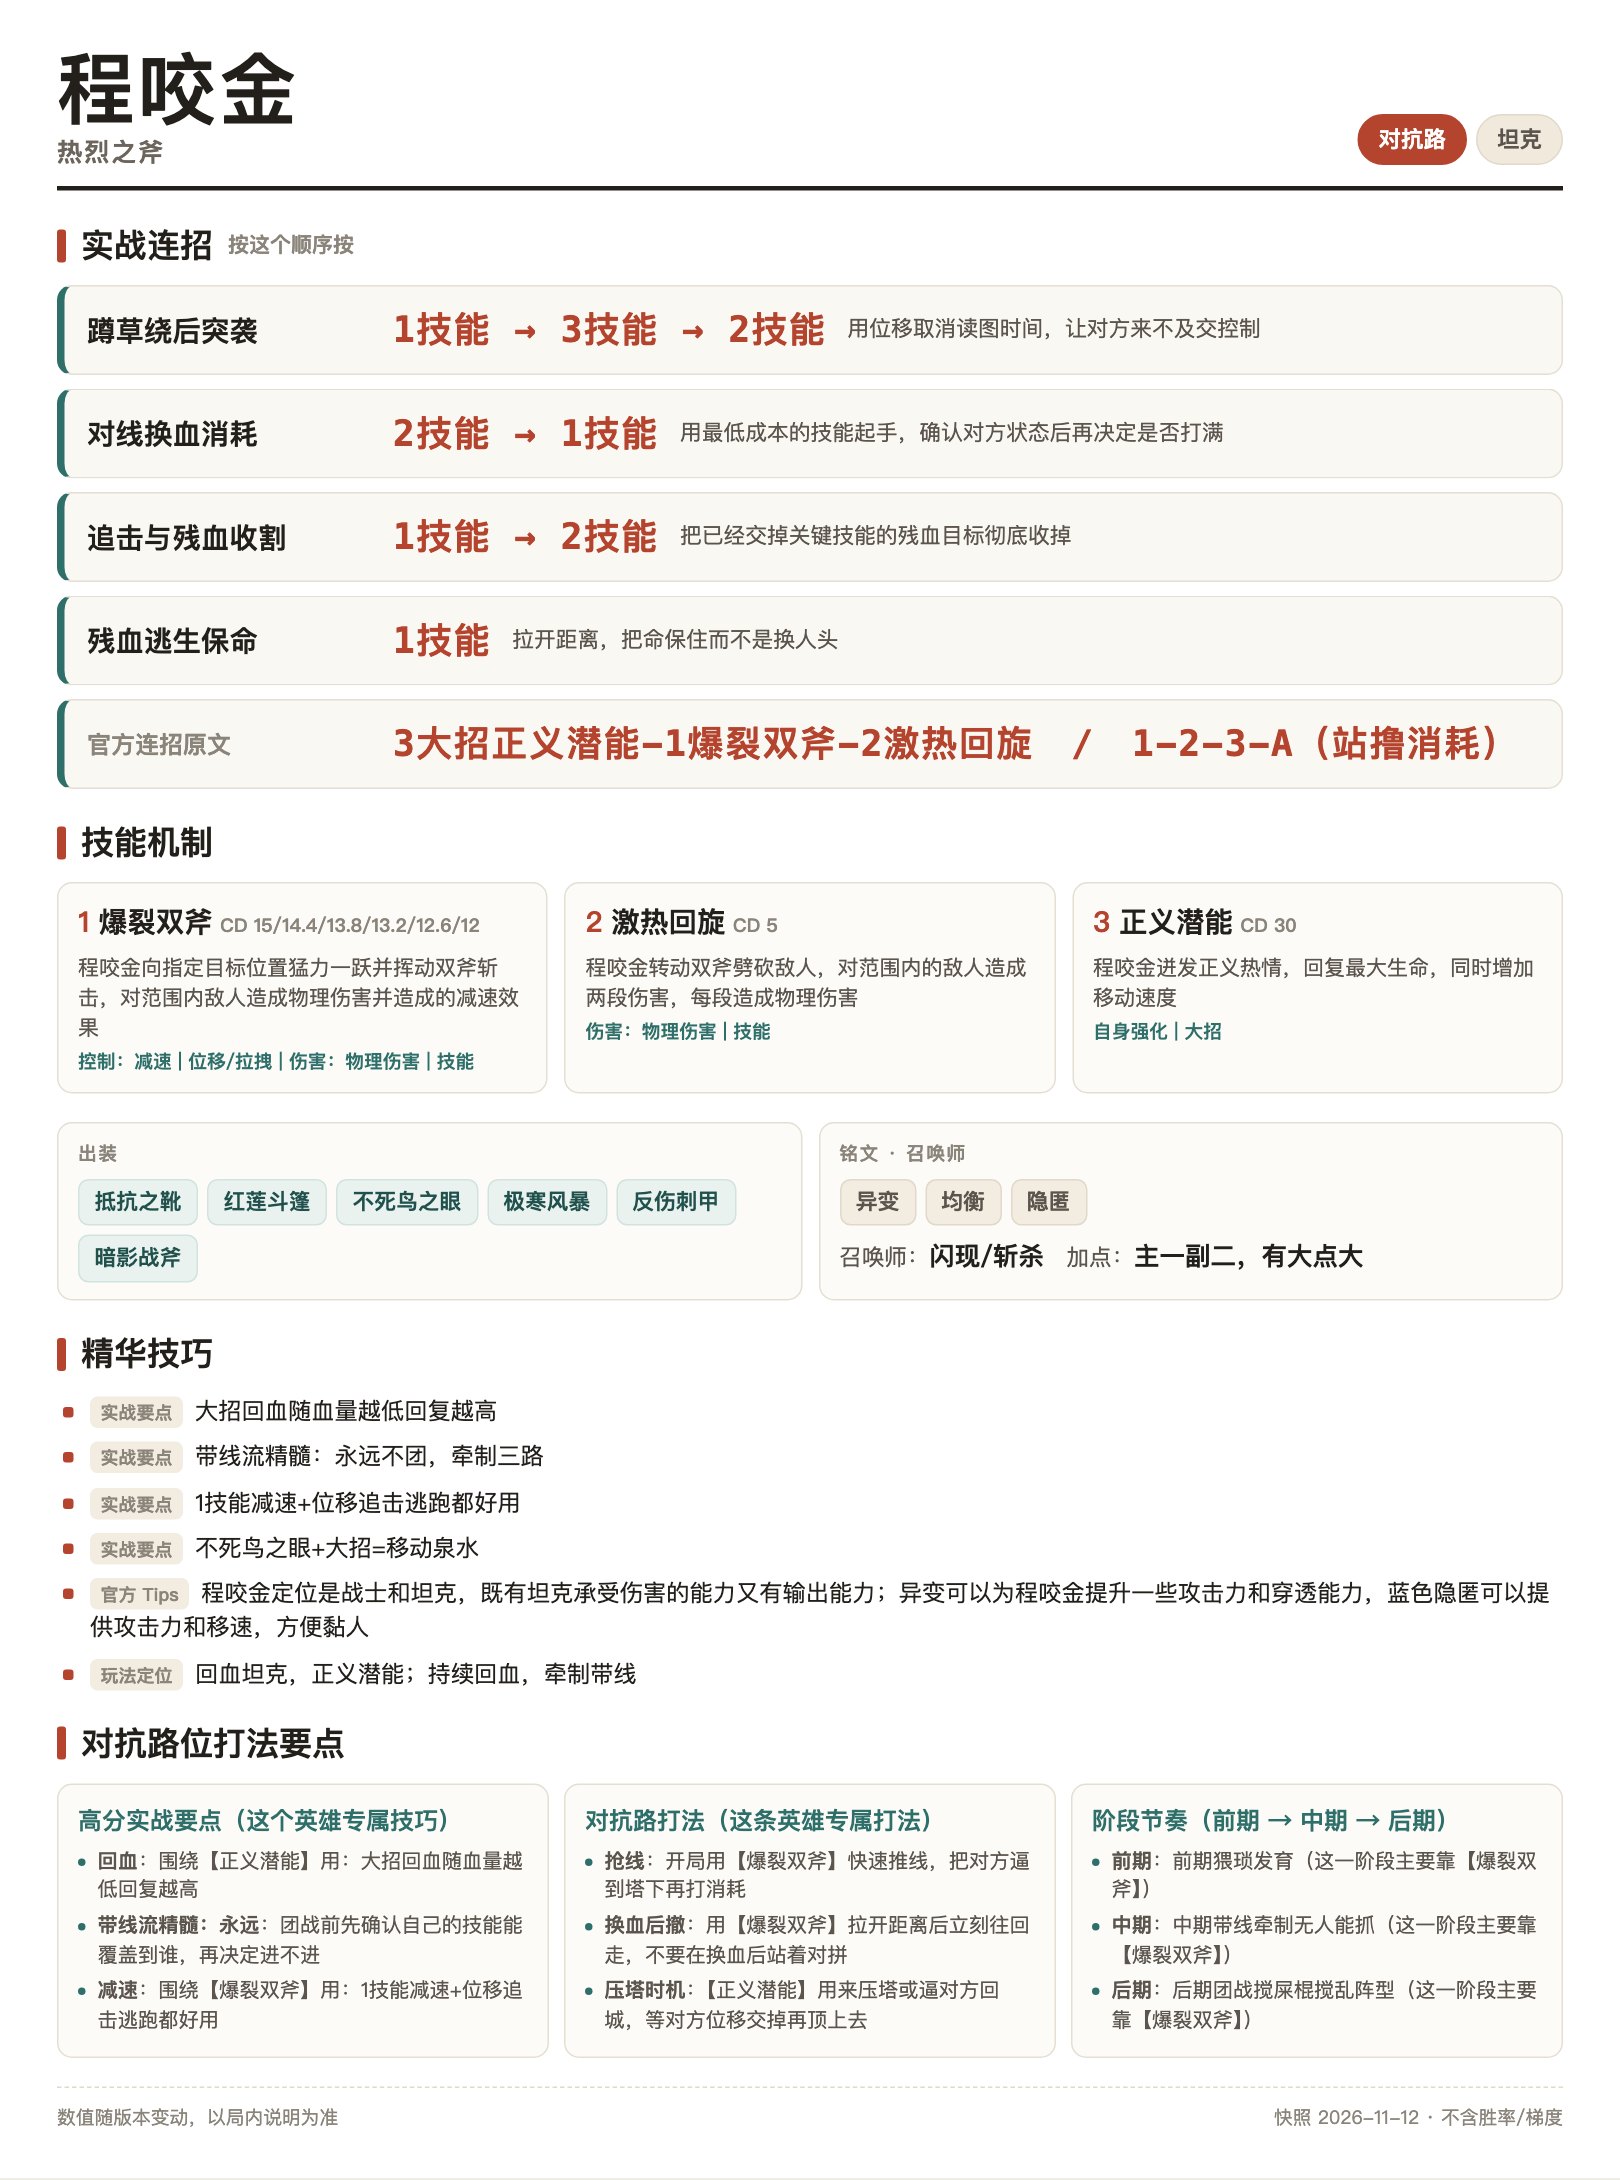 程咬金
热烈之斧
对抗路 坦克
实战连招 按这个顺序按
蹲草绕后突袭 1技能 → 3技能 → 2技能 用位移取消读图时间，让对方来不及交控制
对线换血消耗 2技能 → 1技能 用最低成本的技能起手，确认对方状态后再决定是否打满
追击与残血收割 1技能 → 2技能 把已经交掉关键技能的残血目标彻底收掉
残血逃生保命 1技能 拉开距离，把命保住而不是换人头
官方连招原文 3大招正义潜能-1爆裂双斧-2激热回旋 / 1-2-3-A（站撸消耗）
技能机制
1 爆裂双斧 CD 15/14.4/13.8/13.2/12.6/12
程咬金向指定目标位置猛力一跃并挥动双斧斩
击，对范围内敌人造成物理伤害并造成的减速效
果
控制：减速 | 位移/拉拽 | 伤害：物理伤害 | 技能
2 激热回旋 CD 5
程咬金转动双斧劈砍敌人，对范围内的敌人造成
两段伤害，每段造成物理伤害
伤害：物理伤害 | 技能
3 正义潜能 CD 30
程咬金迸发正义热情，回复最大生命，同时增加
移动速度
自身强化 | 大招
出装
抵抗之靴 红莲斗篷 不死鸟之眼 极寒风暴 反伤刺甲
暗影战斧
铭文 · 召唤师
异变 均衡 隐匿
召唤师：闪现/斩杀 加点：主一副二，有大点大
精华技巧
实战要点 大招回血随血量越低回复越高
实战要点 带线流精髓：永远不团，牵制三路
实战要点 1技能减速+位移追击逃跑都好用
实战要点 不死鸟之眼+大招=移动泉水
官方 Tips 程咬金定位是战士和坦克，既有坦克承受伤害的能力又有输出能力；异变可以为程咬金提升一些攻击力和穿透能力，蓝色隐匿可以提
供攻击力和移速，方便黏人
玩法定位 回血坦克，正义潜能；持续回血，牵制带线
对抗路位打法要点
高分实战要点（这个英雄专属技巧）
回血：围绕【正义潜能】用：大招回血随血量越
低回复越高
带线流精髓：永远：团战前先确认自己的技能能
覆盖到谁，再决定进不进
减速：围绕【爆裂双斧】用：1技能减速+位移追
击逃跑都好用
对抗路打法（这条英雄专属打法）
抢线：开局用【爆裂双斧】快速推线，把对方逼
到塔下再打消耗
换血后撤：用【爆裂双斧】拉开距离后立刻往回
走，不要在换血后站着对拼
压塔时机：【正义潜能】用来压塔或逼对方回
城，等对方位移交掉再顶上去
阶段节奏（前期 → 中期 → 后期）
前期：前期猥琐发育（这一阶段主要靠【爆裂双
斧】）
中期：中期带线牵制无人能抓（这一阶段主要靠
【爆裂双斧】）
后期：后期团战搅屎棍搅乱阵型（这一阶段主要
靠【爆裂双斧】）
数值随版本变动，以局内说明为准
快照 2026-11-12 · 不含胜率/梯度